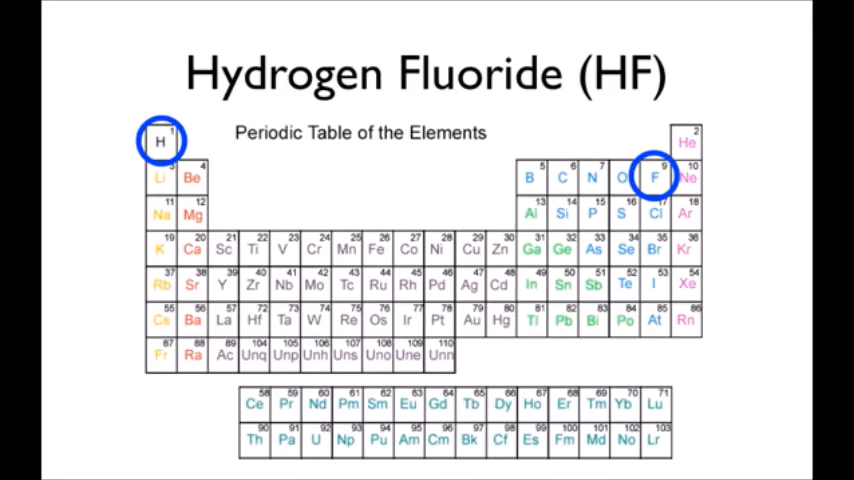 Hydrogen Fluoride (HF)
Periodic Table of the Elements
1 2
H He
3 4 5 6 7 8 9 10
Li Be B C N O F Ne
11 12 13 14 15 16 17 18
Na Mg Al Si P S Cl Ar
19 20 21 22 23 24 25 26 27 28 29 30 31 32 33 34 35 36
K Ca Sc Ti V Cr Mn Fe Co Ni Cu Zn Ga Ge As Se Br Kr
37 38 39 40 41 42 43 44 45 46 47 48 49 50 51 52 53 54
Rb Sr Y Zr Nb Mo Tc Ru Rh Pd Ag Cd In Sn Sb Te I Xe
55 56 57 72 73 74 75 76 77 78 79 80 81 82 83 84 85 86
Cs Ba La Hf Ta W Re Os Ir Pt Au Hg Tl Pb Bi Po At Rn
87 88 89 104 105 106 107 108 109 110
Fr Ra Ac Unq Unp Unh Uns Uno Une Unn
58 59 60 61 62 63 64 65 66 67 68 69 70 71
Ce Pr Nd Pm Sm Eu Gd Tb Dy Ho Er Tm Yb Lu
90 91 92 93 94 95 96 97 98 99 100 101 102 103
Th Pa U Np Pu Am Cm Bk Cf Es Fm Md No Lr